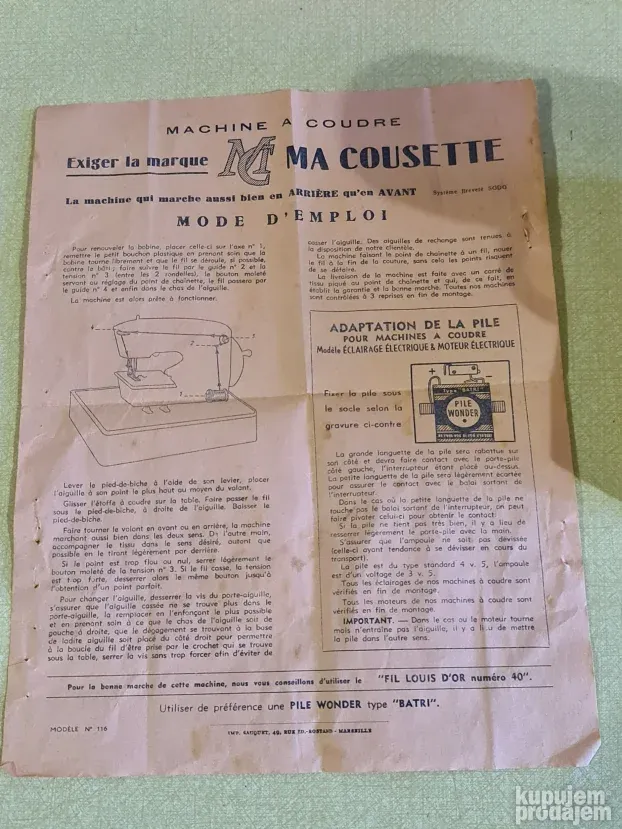 MACHINE A COUDRE
Exiger la marque MC MA COUSETTE
La machine qui marche aussi bien en ARRIÈRE qu'en AVANT Système breveté SGDG
MODE D'EMPLOI
Pour renouveler la bobine, placer celle-ci sur l'axe n° 1,
remettre le petit bouchon plastique en prenant soin que la
bobine tourne librement et que le fil se déroule, si possible,
contre le bâti; faire suivre le fil par le guide n° 2 et la
tension n° 3 (entre les 2 rondelles), le bouton moleté
servant au réglage du point de chaînette, le fil passera par
le guide n° 4 et enfin dans le chas de l'aiguille.
La machine est alors prête à fonctionner.
4
5
2
3
1
Lever le pied-de-biche à l'aide de son levier, placer
l'aiguille à son point le plus haut au moyen du volant.
Glisser l'étoffe à coudre sur la table. Faire passer le fil
sous le pied-de-biche, à droite de l'aiguille. Baisser le
pied-de-biche.
Faire tourner le volant en avant ou en arrière, la machine
marchant aussi bien dans les deux sens. De l'autre main,
accompagner le tissu dans le sens désiré, autant que
possible en le tirant légèrement par derrière.
Si le point est trop flou ou nul, serrer légèrement le
bouton moleté de la tension n° 3. Si le fil casse, la tension
est trop forte, desserrer alors le même bouton jusqu'à
l'obtention d'un point parfait.
Pour changer l'aiguille, desserrer la vis du porte-aiguille,
s'assurer que l'aiguille cassée ne se trouve plus dans le
porte-aiguille, la remplacer en l'enfonçant le plus possible
et en prenant soin à ce que le chas de l'aiguille soit de
gauche à droite, que le dégagement se trouvant à la base
de ladite aiguille soit placé du côté droit pour permettre
à la boucle du fil d'être prise par le crochet qui se trouve
sous la table, serrer la vis sans trop forcer afin d'éviter de
casser l'aiguille. Des aiguilles de rechange sont tenues à
la disposition de notre clientèle.
La machine faisant le point de chaînette à un fil, nouer
le fil à la fin de la couture, sans cela les points risquent
de se défaire.
La livraison de la machine est faite avec un carré de
tissu piqué au point de chaînette et qui, de ce fait, en
établit la garantie et la bonne marche. Toutes nos machines
sont contrôlées à 3 reprises en fin de montage.
ADAPTATION DE LA PILE
POUR MACHINES A COUDRE
Modèle ÉCLAIRAGE ÉLECTRIQUE & MOTEUR ÉLECTRIQUE
Fixer la pile sous
le socle selon la
gravure ci-contre
+ −
Type "BATRI"
PILE
WONDER
La grande languette de la pile sera rabattue sur
son côté et devra faire contact avec le porte-pile
côté gauche, l'interrupteur étant placé au-dessus.
La petite languette de la pile sera légèrement écartée
pour assurer le contact avec le balai sortant de
l'interrupteur
Dans le cas où la petite languette de la pile ne
touche pas le balai sortant de l'interrupteur, on peut
faire pivoter celui-ci pour obtenir le contact.
Si la pile ne tient pas très bien, il y a lieu de
resserrer légèrement le porte-pile avec la main.
S'assurer que l'ampoule ne soit pas dévissée
(celle-ci ayant tendance à se dévisser en cours du
transport).
La pile est du type standard 4 v. 5, l'ampoule
est d'un voltage de 3 v. 5.
Tous les éclairages de nos machines à coudre sont
vérifiés en fin de montage.
Tous les moteurs de nos machines à coudre sont
vérifiés en fin de montage.
IMPORTANT. — Dans le cas où le moteur tourne
mais n'entraîne pas l'aiguille, il y a lieu de mettre
la pile dans l'autre sens.
Pour la bonne marche de cette machine, nous vous conseillons d'utiliser le "FIL LOUIS D'OR numéro 40".
Utiliser de préférence une PILE WONDER type "BATRI".
MODÈLE N° 116
IMP. GAUQUET, 49, RUE ED.-ROSTAND - MARSEILLE
kupujem
prodajem